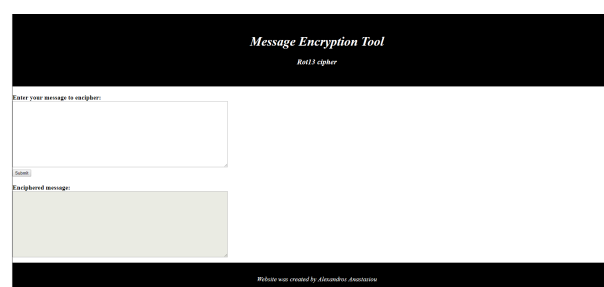 Message Encryption Tool
Rot13 cipher
Enter your message to encipher:
Submit
Enciphered message:
Website was created by Alexandros Anastasiou